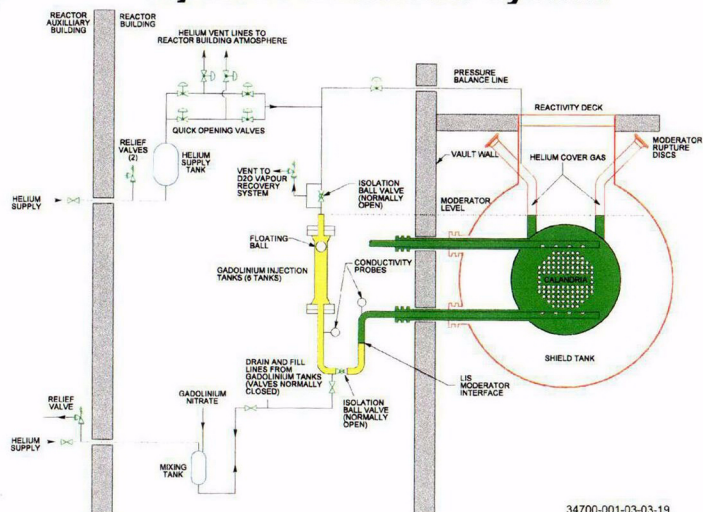 REACTOR
AUXILLIARY
BUILDING
REACTOR
BUILDING
HELIUM VENT LINES TO
REACTOR BUILDING ATMOSPHERE
PRESSURE
BALANCE LINE
REACTIVITY DECK
QUICK OPENING VALVES
RELIEF
VALVES
(2)
HELIUM
SUPPLY
TANK
VAULT WALL
HELIUM COVER GAS
MODERATOR
RUPTURE
DISCS
VENT TO
D2O VAPOUR
RECOVERY
SYSTEM
ISOLATION
BALL VALVE
(NORMALLY
OPEN)
MODERATOR
LEVEL
HELIUM
SUPPLY
FLOATING
BALL
CONDUCTIVITY
PROBES
GADOLINIUM INJECTION
TANKS (6 TANKS)
CALANDRIA
SHIELD TANK
DRAIN AND FILL
LINES FROM
GADOLINIUM TANKS
(VALVES NORMALLY
CLOSED)
LIS
MODERATOR
INTERFACE
GADOLINIUM
NITRATE
ISOLATION
BALL VALVE
(NORMALLY
OPEN)
RELIEF
VALVE
HELIUM
SUPPLY
MIXING
TANK
34700-001-03-03-19